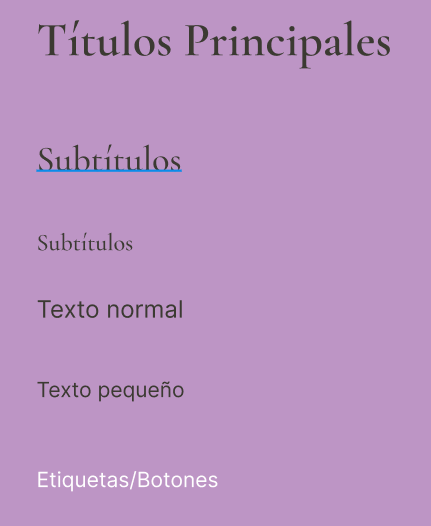 Títulos Principales
Subtítulos
Subtítulos
Texto normal
Texto pequeño
Etiquetas/Botones